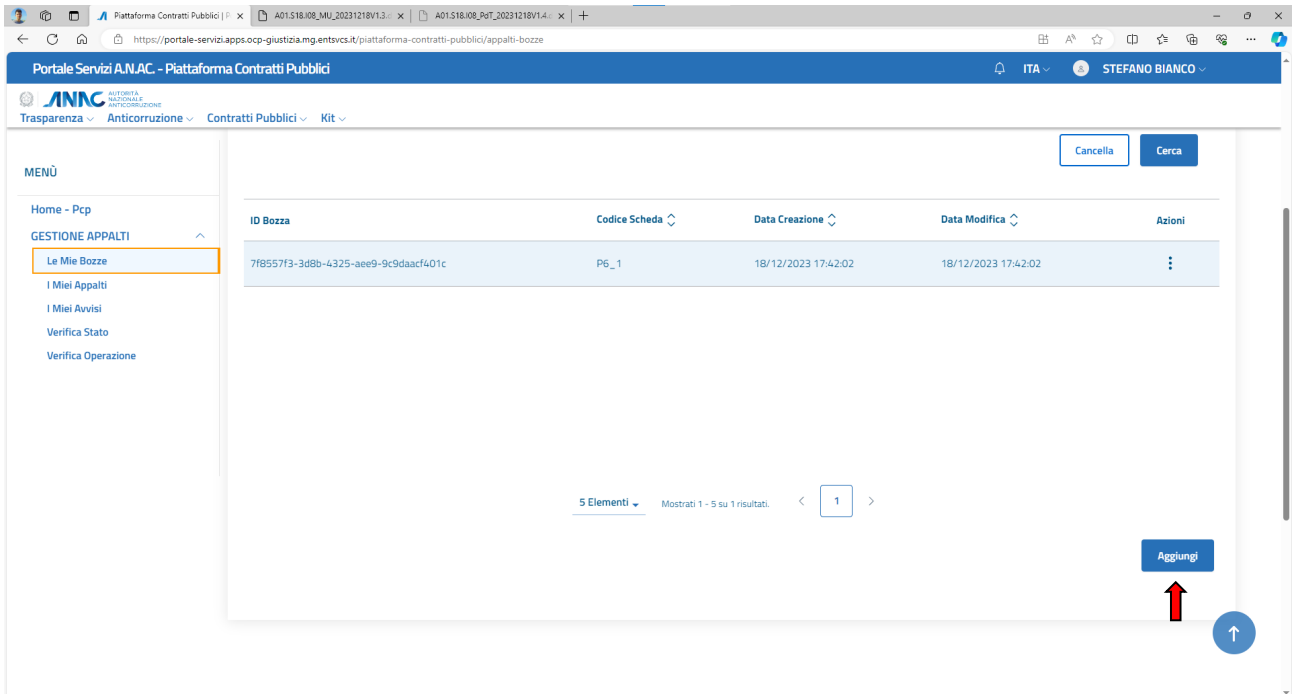 Piattaforma Contratti Pubblici | P
A01.S18.I08_MU_20231218V1.3.
A01.S18.I08_PdT_20231218V1.4.
https://portale-servizi.apps.ocp-giustizia.mg.entsvcs.it/piattaforma-contratti-pubblici/appalti-bozze
Portale Servizi A.N.AC. - Piattaforma Contratti Pubblici
ITA
STEFANO BIANCO
ANAC
AUTORITÀ
NAZIONALE
ANTICORRUZIONE
Trasparenza Anticorruzione Contratti Pubblici Kit
Cancella Cerca
MENÙ
Home - Pcp
GESTIONE APPALTI
Le Mie Bozze
I Miei Appalti
I Miei Avvisi
Verifica Stato
Verifica Operazione
ID Bozza Codice Scheda Data Creazione Data Modifica Azioni
7f8557f3-3d8b-4325-aee9-9c9daacf401c P6_1 18/12/2023 17:42:02 18/12/2023 17:42:02
5 Elementi Mostrati 1 - 5 su 1 risultati. < 1 >
Aggiungi